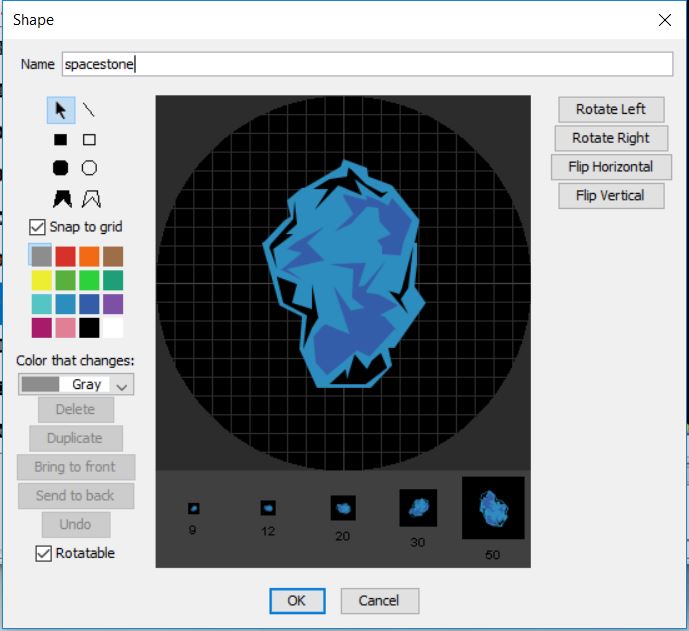 Shape
Name spacestone
Rotate Left
Rotate Right
Flip Horizontal
Flip Vertical
Snap to grid
Color that changes:
Gray
Delete
Duplicate
Bring to front
Send to back
Undo
Rotatable
9 12 20 30 50
OK Cancel